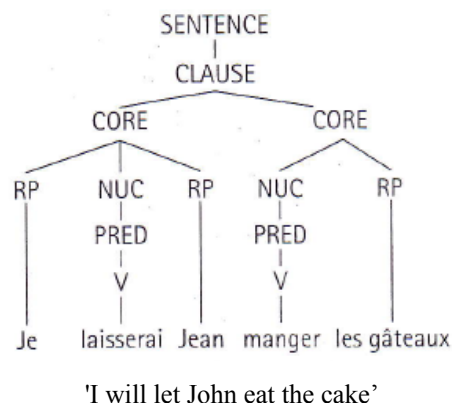 SENTENCE
CLAUSE
CORE CORE
RP NUC RP NUC RP
PRED PRED
V V
Je laisserai Jean manger les gâteaux
'I will let John eat the cake’